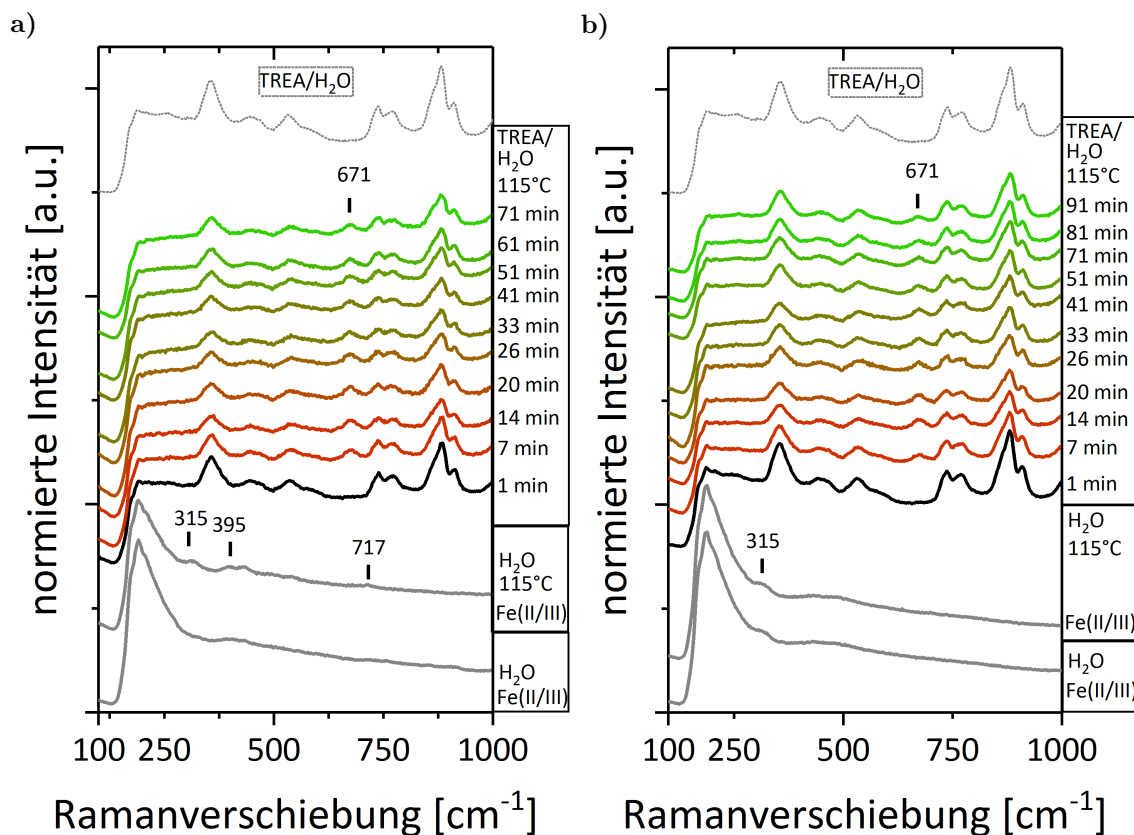 a)
normierte Intensität [a.u.]
TREA/H₂O
671
315
395
717
TREA/
H₂O
115°C
71 min
61 min
51 min
41 min
33 min
26 min
20 min
14 min
7 min
1 min
H₂O
115°C
Fe(II/III)
H₂O
Fe(II/III)
100 250 500 750 1000
Ramanverschiebung [cm⁻¹]
b)
normierte Intensität [a.u.]
TREA/H₂O
671
315
TREA/
H₂O
115°C
91 min
81 min
71 min
51 min
41 min
33 min
26 min
20 min
14 min
7 min
1 min
H₂O
115°C
Fe(II/III)
H₂O
Fe(II/III)
100 250 500 750 1000
Ramanverschiebung [cm⁻¹]